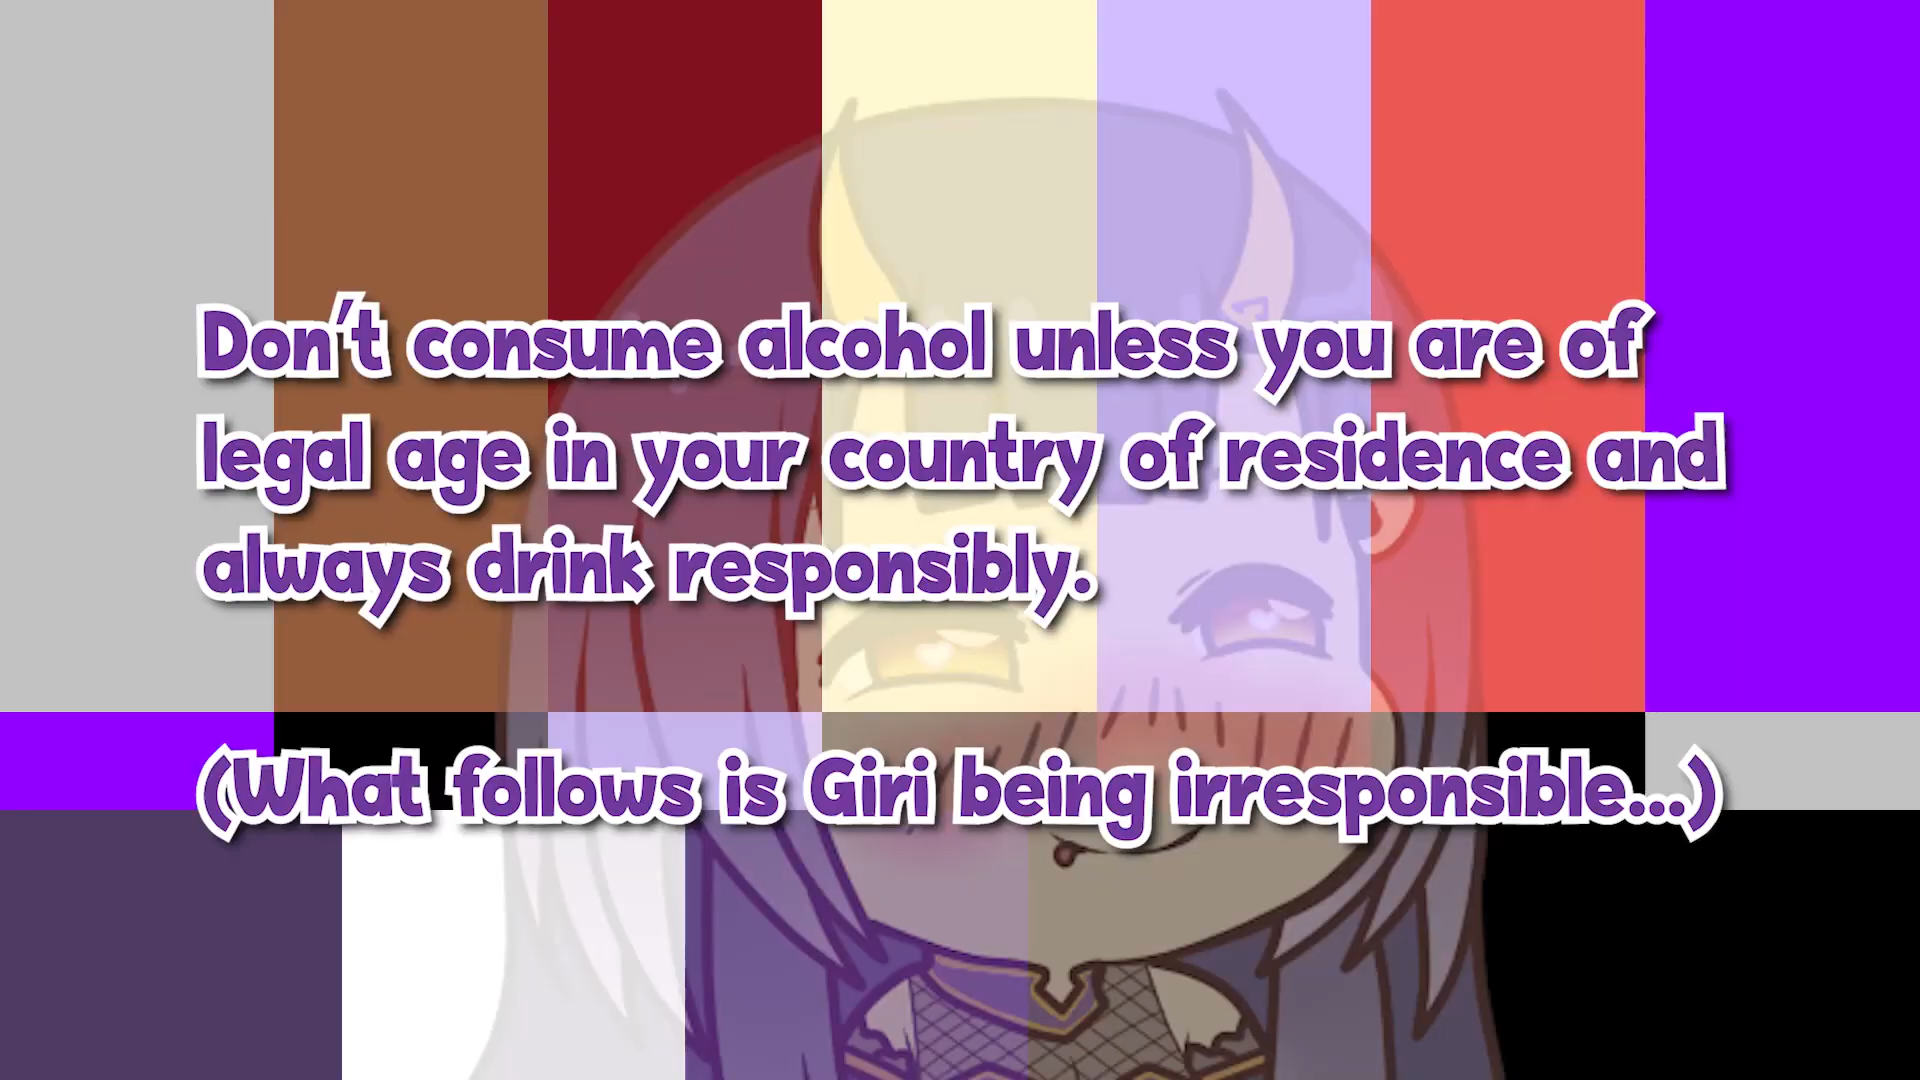 Don't consume alcohol unless you are of
legal age in your country of residence and
always drink responsibly.
(What follows is Giri being irresponsible...)